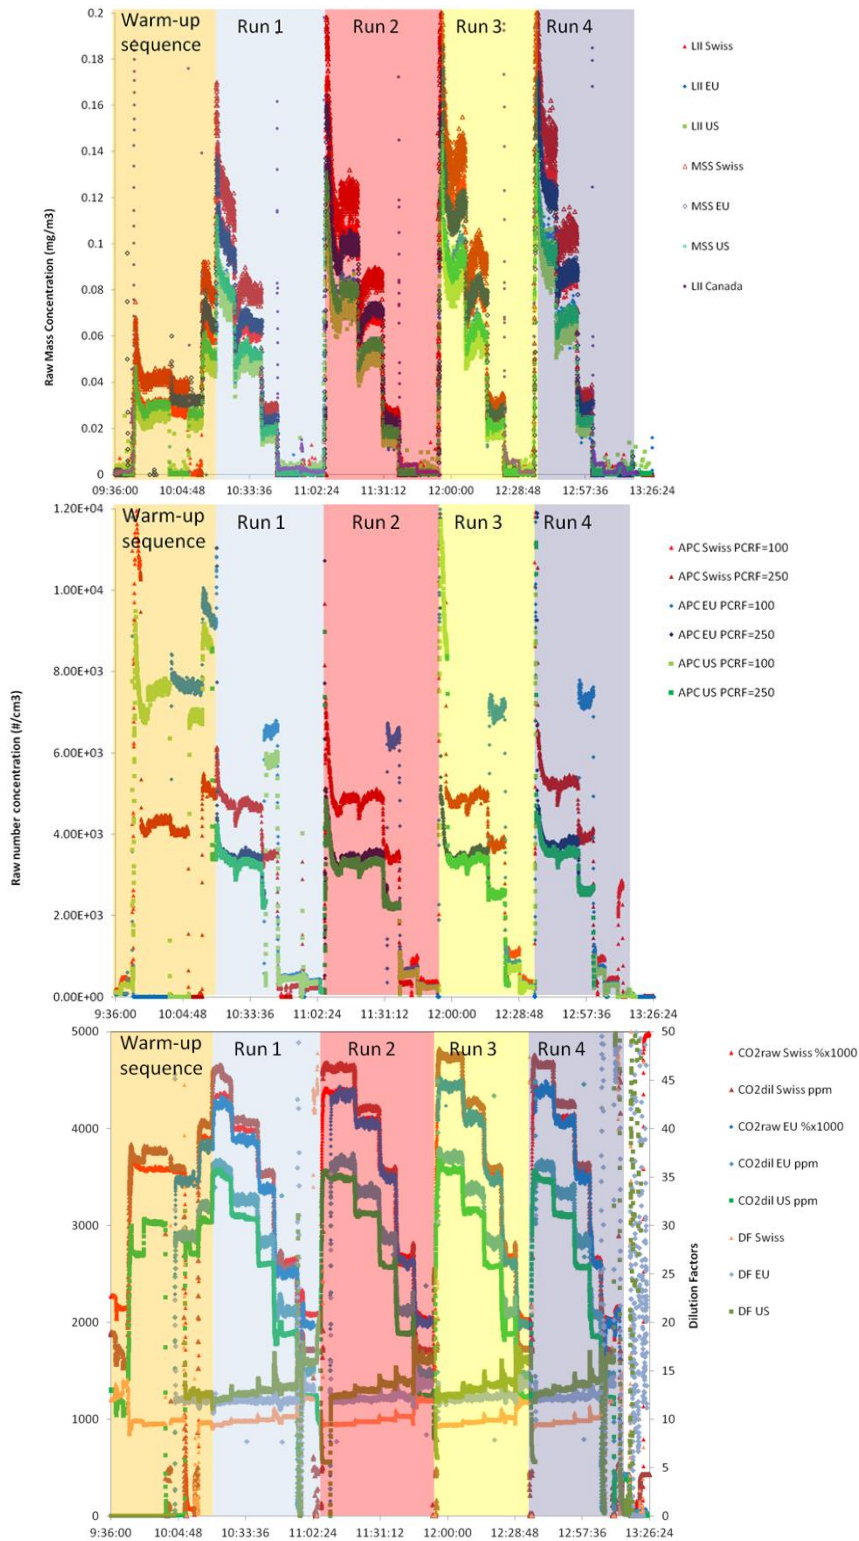 Warm-up
sequence
Run 1
Run 2
Run 3
Run 4
Raw Mass Concentration (mg/m3)
0.2
0.18
0.16
0.14
0.12
0.1
0.08
0.06
0.04
0.02
0
09:36:00 10:04:48 10:33:36 11:02:24 11:31:12 12:00:00 12:28:48 12:57:36 13:26:24
LII Swiss
LII EU
LII US
MSS Swiss
MSS EU
MSS US
LII Canada
Warm-up
sequence
Run 1
Run 2
Run 3
Run 4
Raw number concentration (#/cm3)
1.20E+04
1.00E+04
8.00E+03
6.00E+03
4.00E+03
2.00E+03
0.00E+00
9:36:00 10:04:48 10:33:36 11:02:24 11:31:12 12:00:00 12:28:48 12:57:36 13:26:24
APC Swiss PCRF=100
APC Swiss PCRF=250
APC EU PCRF=100
APC EU PCRF=250
APC US PCRF=100
APC US PCRF=250
Warm-up
sequence
Run 1
Run 2
Run 3
Run 4
5000
4000
3000
2000
1000
0
50
45
40
35
30
25
20
15
10
5
0
Dilution Factors
9:36:00 10:04:48 10:33:36 11:02:24 11:31:12 12:00:00 12:28:48 12:57:36 13:26:24
CO2raw Swiss %x1000
CO2dil Swiss ppm
CO2raw EU %x1000
CO2dil EU ppm
CO2dil US ppm
DF Swiss
DF EU
DF US